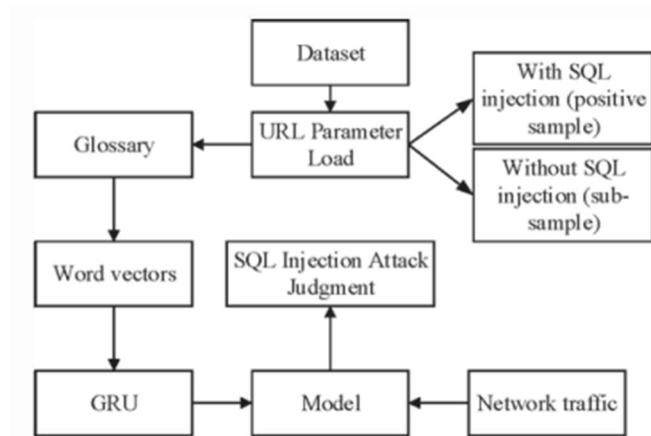 Dataset
With SQL
injection (positive
sample)
Glossary
URL Parameter
Load
Without SQL
injection (sub-
sample)
Word vectors
SQL Injection Attack
Judgment
GRU
Model
Network traffic